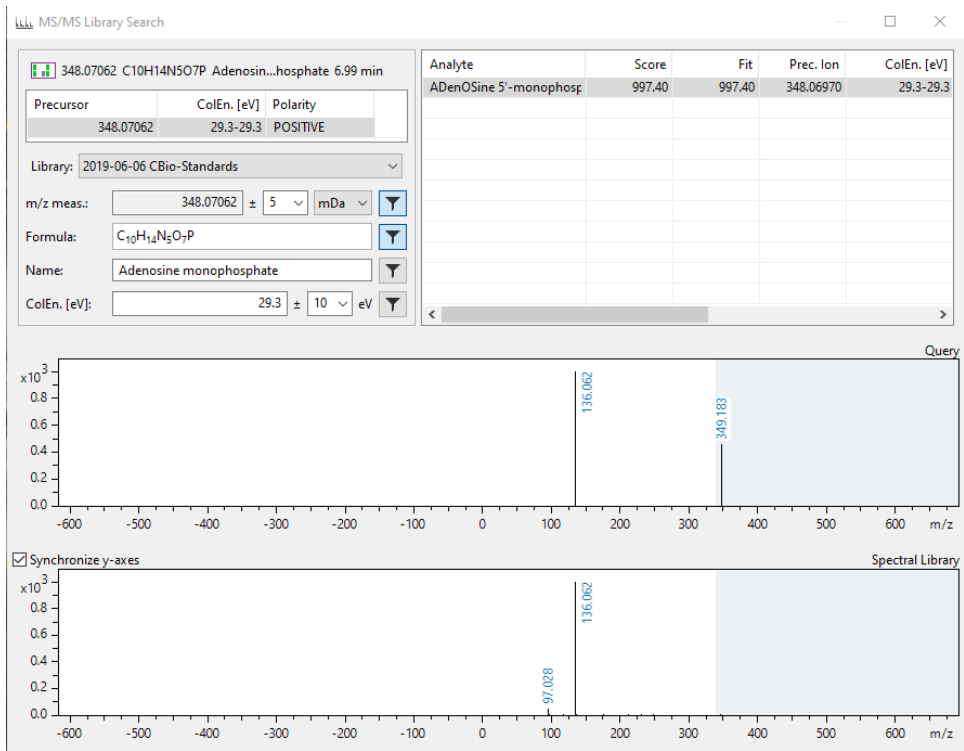 MS/MS Library Search
348.07062 C10H14N5O7P Adenosin...hosphate 6.99 min
Precursor ColEn. [eV] Polarity
348.07062 29.3-29.3 POSITIVE
Library: 2019-06-06 CBio-Standards
m/z meas.: 348.07062 ± 5 mDa
Formula: C₁₀H₁₄N₅O₇P
Name: Adenosine monophosphate
ColEn. [eV]: 29.3 ± 10 eV
Analyte Score Fit Prec. Ion ColEn. [eV]
ADenOSine 5'-monophosp 997.40 997.40 348.06970 29.3-29.3
Query
x10³
0.8
0.6
0.4
0.2
0.0
136.062
349.183
-600 -500 -400 -300 -200 -100 0 100 200 300 400 500 600 m/z
Synchronize y-axes
Spectral Library
x10³
0.8
0.6
0.4
0.2
0.0
97.028
136.062
-600 -500 -400 -300 -200 -100 0 100 200 300 400 500 600 m/z